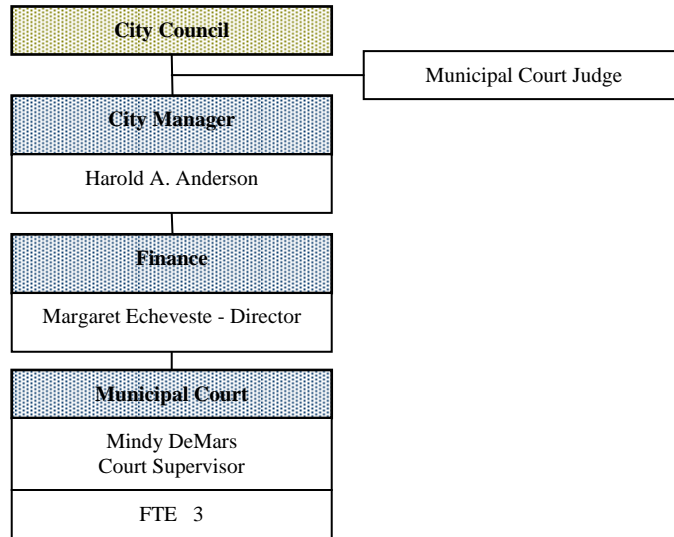 City Council
Municipal Court Judge
City Manager
Harold A. Anderson
Finance
Margaret Echeveste - Director
Municipal Court
Mindy DeMars
Court Supervisor
FTE 3